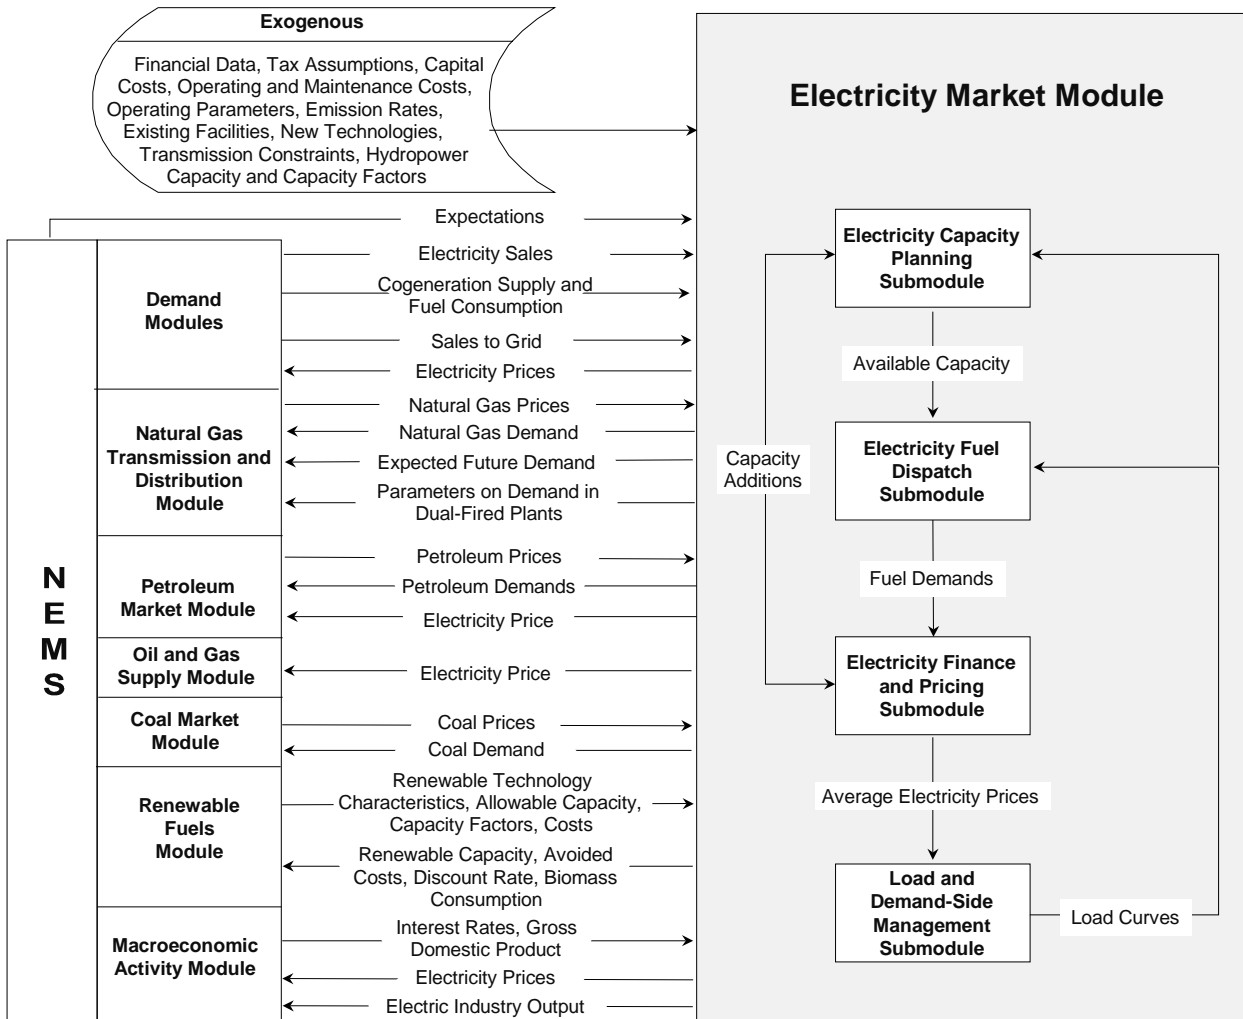 Exogenous
Financial Data, Tax Assumptions, Capital
Costs, Operating and Maintenance Costs,
Operating Parameters, Emission Rates,
Existing Facilities, New Technologies,
Transmission Constraints, Hydropower
Capacity and Capacity Factors
Electricity Market Module
NEMS
Expectations
Demand
Modules
Electricity Sales
Cogeneration Supply and
Fuel Consumption
Sales to Grid
Electricity Prices
Natural Gas
Transmission and
Distribution
Module
Natural Gas Prices
Natural Gas Demand
Expected Future Demand
Parameters on Demand in
Dual-Fired Plants
Petroleum
Market Module
Petroleum Prices
Petroleum Demands
Electricity Price
Oil and Gas
Supply Module
Electricity Price
Coal Market
Module
Coal Prices
Coal Demand
Renewable
Fuels
Module
Renewable Technology
Characteristics, Allowable Capacity,
Capacity Factors, Costs
Renewable Capacity, Avoided
Costs, Discount Rate, Biomass
Consumption
Macroeconomic
Activity Module
Interest Rates, Gross
Domestic Product
Electricity Prices
Electric Industry Output
Electricity Capacity
Planning
Submodule
Available Capacity
Electricity Fuel
Dispatch
Submodule
Capacity
Additions
Fuel Demands
Electricity Finance
and Pricing
Submodule
Average Electricity Prices
Load and
Demand-Side
Management
Submodule
Load Curves